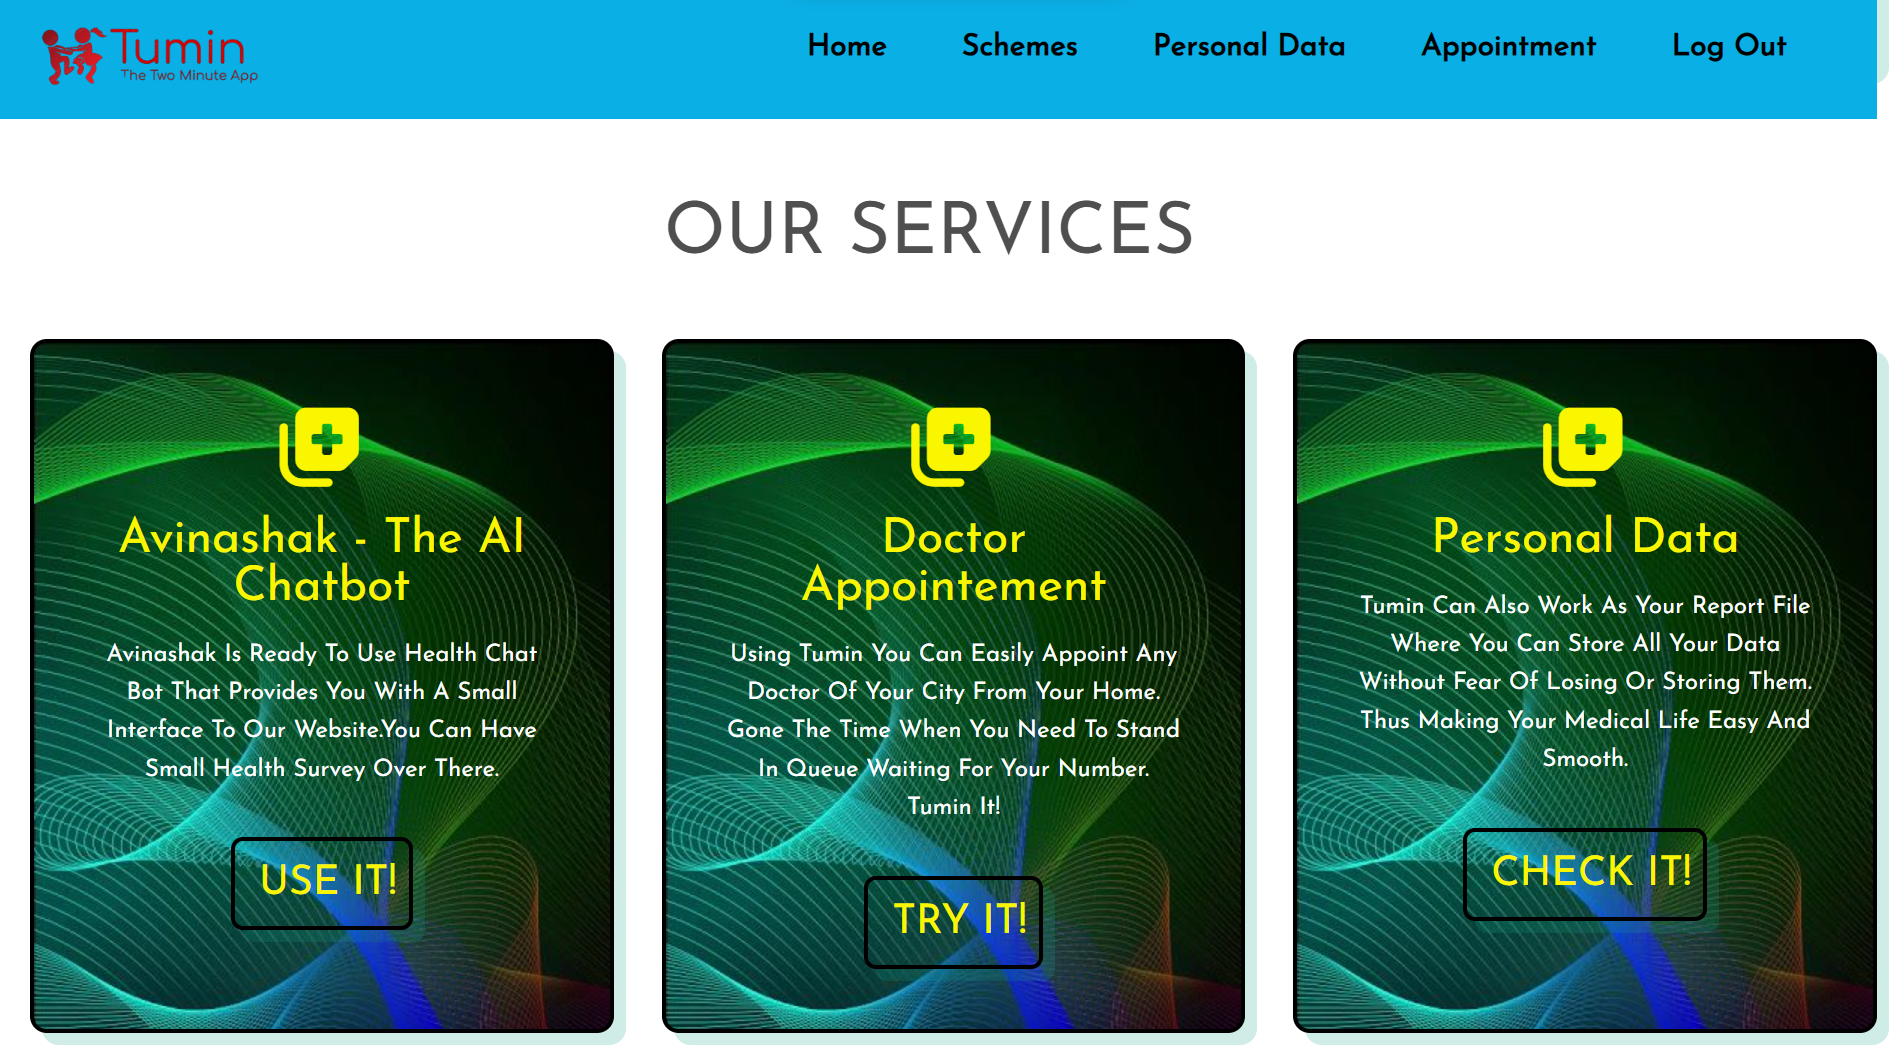 Tumin
The Two Minute App
Home
Schemes
Personal Data
Appointment
Log Out
OUR SERVICES
Avinashak - The AI
Chatbot
Avinashak Is Ready To Use Health Chat
Bot That Provides You With A Small
Interface To Our Website.You Can Have
Small Health Survey Over There.
USE IT!
Doctor
Appointement
Using Tumin You Can Easily Appoint Any
Doctor Of Your City From Your Home.
Gone The Time When You Need To Stand
In Queue Waiting For Your Number.
Tumin It!
TRY IT!
Personal Data
Tumin Can Also Work As Your Report File
Where You Can Store All Your Data
Without Fear Of Losing Or Storing Them.
Thus Making Your Medical Life Easy And
Smooth.
CHECK IT!